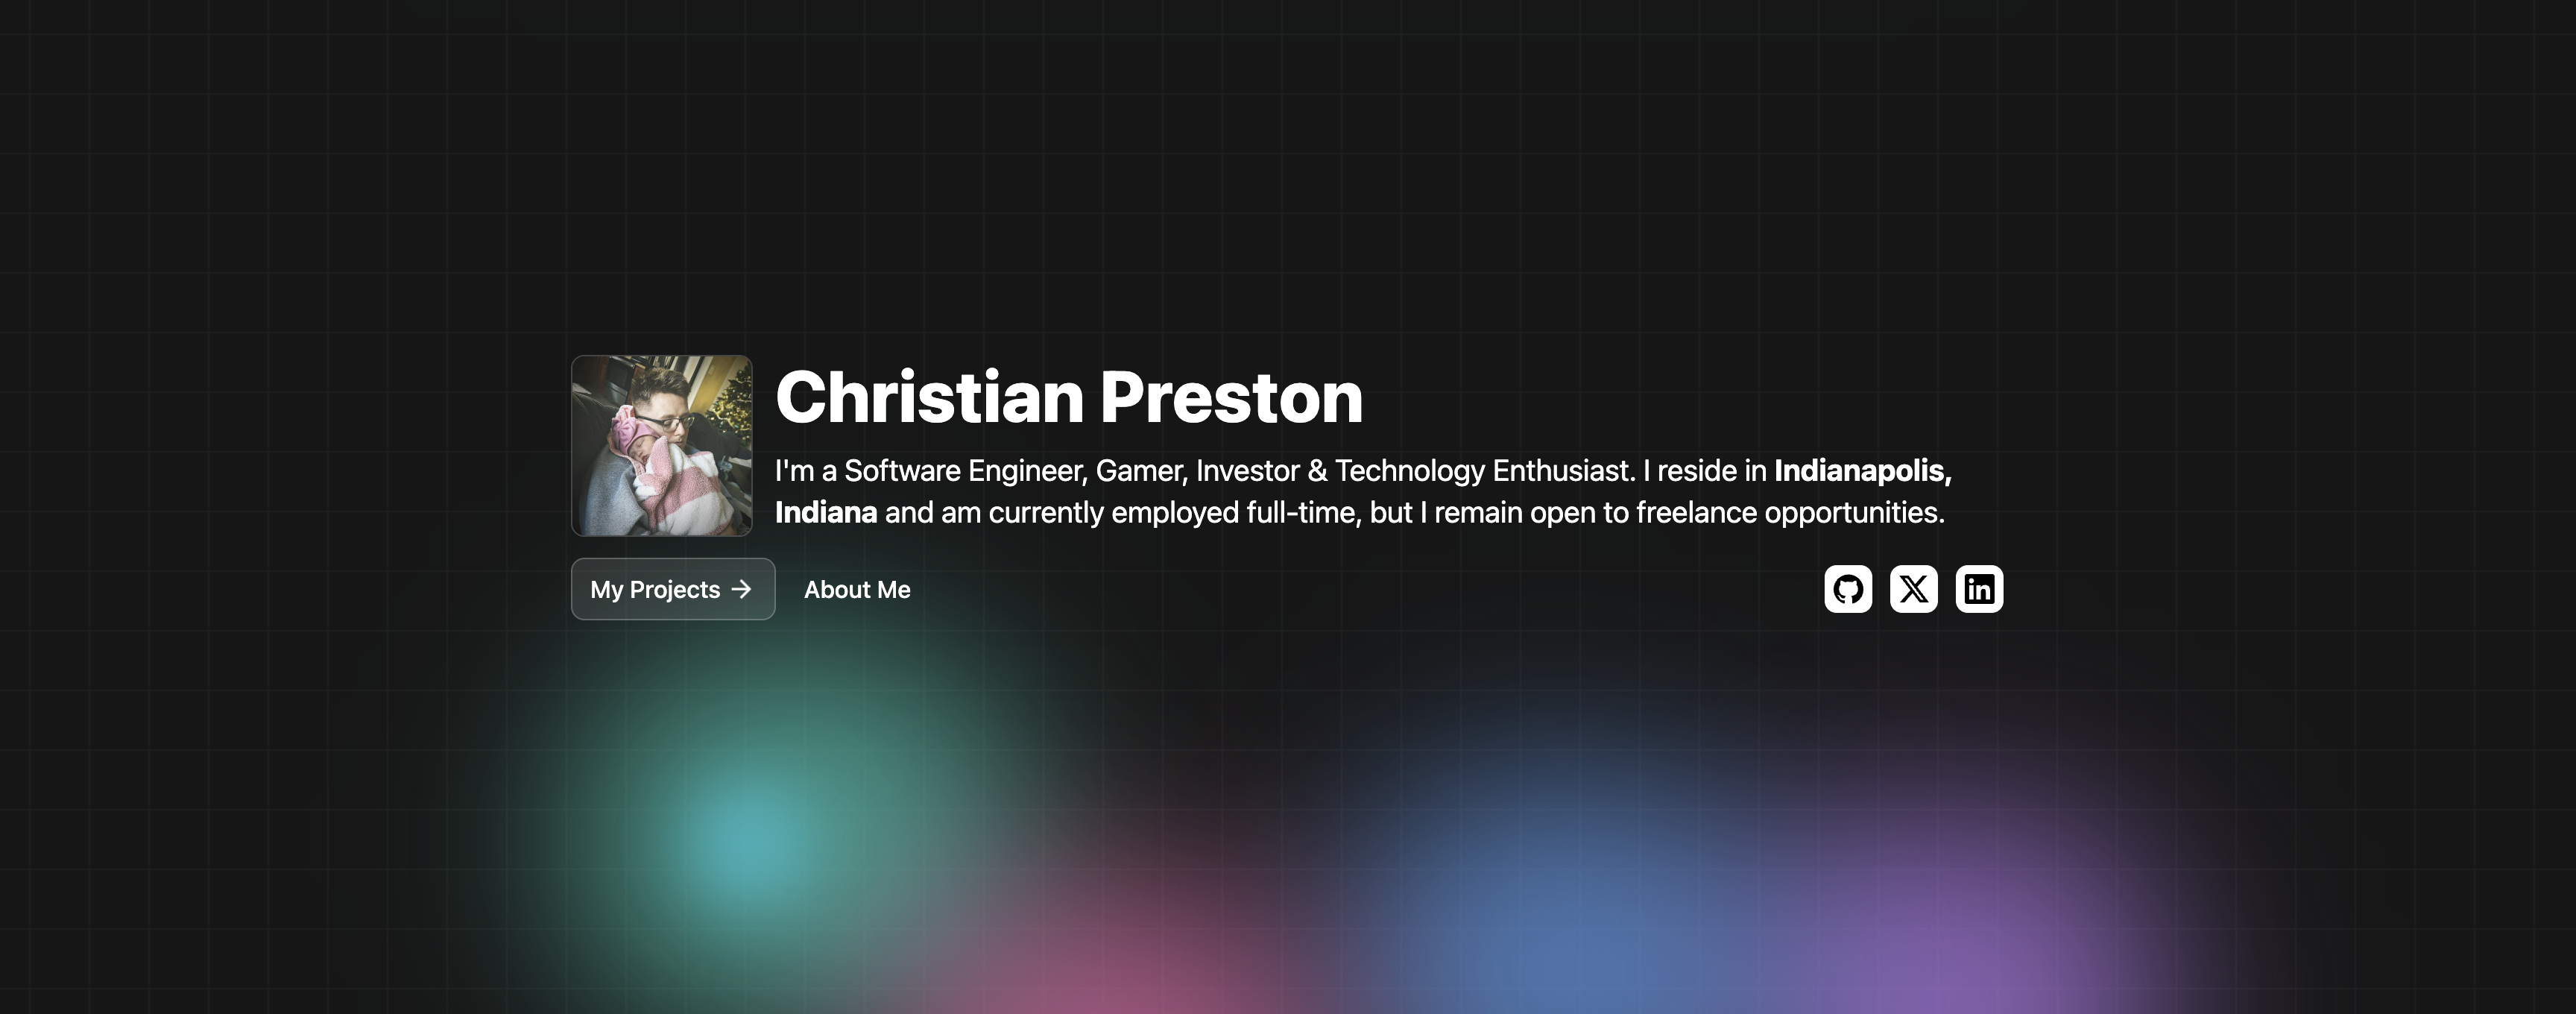 Christian Preston
I'm a Software Engineer, Gamer, Investor & Technology Enthusiast. I reside in Indianapolis,
Indiana and am currently employed full-time, but I remain open to freelance opportunities.
My Projects →
About Me
X
in